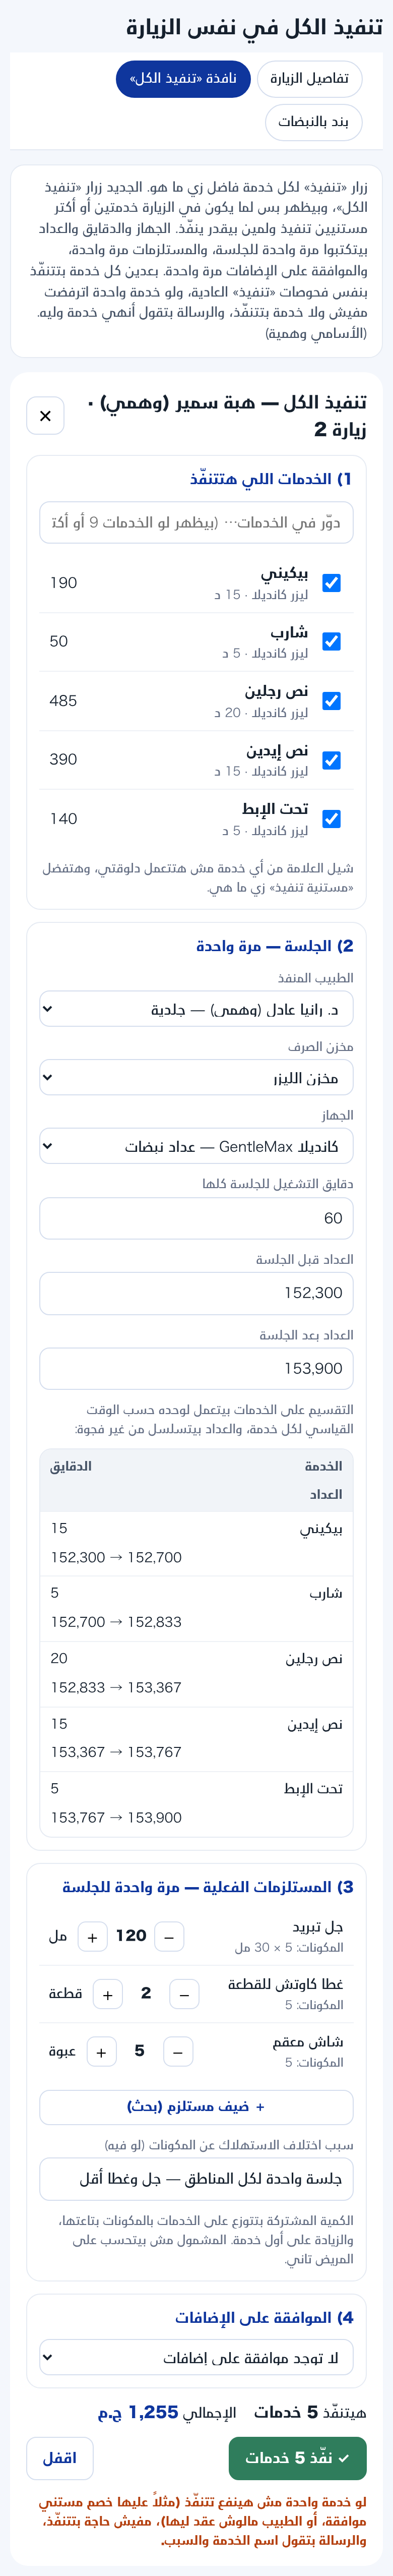 تنفيذ الكل في نفس الزيارة
تفاصيل الزيارة
نافذة «تنفيذ الكل»
بند بالنبضات
زرار «تنفيذ» لكل خدمة فاضل زي ما هو. الجديد زرار «تنفيذ
الكل»، وبيظهر بس لما يكون في الزيارة خدمتين أو أكتر
مستنيين تنفيذ ولمين بيقدر ينفّذ. الجهاز والدقايق والعداد
بيتكتبوا مرة واحدة للجلسة، والمستلزمات مرة واحدة،
والموافقة على الإضافات مرة واحدة. بعدين كل خدمة بتتنفّذ
بنفس فحوصات «تنفيذ» العادية، ولو خدمة واحدة اترفضت
مفيش ولا خدمة بتتنفّذ، والرسالة بتقول أنهي خدمة وليه.
(الأسامي وهمية)
تنفيذ الكل — هبة سمير (وهمي) ·
زيارة 2
×
1) الخدمات اللي هتتنفّذ
دوّر في الخدمات… (بيظهر لو الخدمات 9 أو أكتر
بيكيني
ليزر كانديلا · 15 د
190
شارب
ليزر كانديلا · 5 د
50
نص رجلين
ليزر كانديلا · 20 د
485
نص إيدين
ليزر كانديلا · 15 د
390
تحت الإبط
ليزر كانديلا · 5 د
140
شيل العلامة من أي خدمة مش هتتعمل دلوقتي، وهتفضل
«مستنية تنفيذ» زي ما هي.
2) الجلسة — مرة واحدة
الطبيب المنفذ
د. رانيا عادل (وهمي) — جلدية
مخزن الصرف
مخزن الليزر
الجهاز
كانديلا GentleMax — عداد نبضات
دقايق التشغيل للجلسة كلها
60
العداد قبل الجلسة
152,300
العداد بعد الجلسة
153,900
التقسيم على الخدمات بيتعمل لوحده حسب الوقت
القياسي لكل خدمة، والعداد بيتسلسل من غير فجوة:
الخدمة
الدقايق
العداد
بيكيني
15
152,300 → 152,700
شارب
5
152,700 → 152,833
نص رجلين
20
152,833 → 153,367
نص إيدين
15
153,367 → 153,767
تحت الإبط
5
153,767 → 153,900
3) المستلزمات الفعلية — مرة واحدة للجلسة
جل تبريد
المكونات: 5 × 30 مل
− 120 + مل
غطا كاوتش للقطعة
المكونات: 5
− 2 + قطعة
شاش معقم
المكونات: 5
− 5 + عبوة
+ ضيف مستلزم (بحث)
سبب اختلاف الاستهلاك عن المكونات (لو فيه)
جلسة واحدة لكل المناطق — جل وغطا أقل
الكمية المشتركة بتتوزع على الخدمات بالمكونات بتاعتها،
والزيادة على أول خدمة. المشمول مش بيتحسب على
المريض تاني.
4) الموافقة على الإضافات
لا توجد موافقة على إضافات
هيتنفّذ 5 خدمات
الإجمالي 1,255 ج.م
✓ نفّذ 5 خدمات
اقفل
لو خدمة واحدة مش هينفع تتنفّذ (مثلاً عليها خصم مستني
موافقة، أو الطبيب مالوش عقد ليها)، مفيش حاجة بتتنفّذ،
والرسالة بتقول اسم الخدمة والسبب.